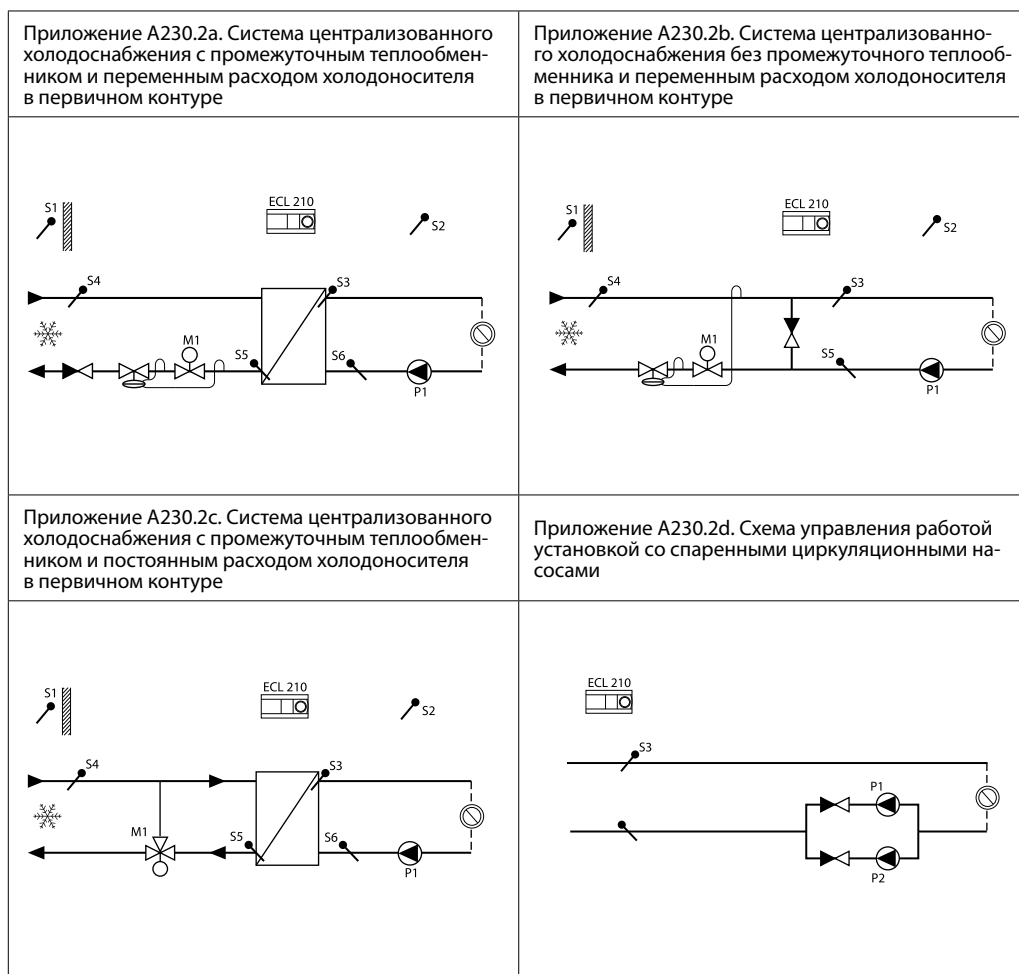 Приложение A230.2a. Система централизованного
холодоснабжения с промежуточным теплообмен-
ником и переменным расходом холодоносителя
в первичном контуре
Приложение A230.2b. Система централизованно-
го холодоснабжения без промежуточного теплооб-
менника и переменным расходом холодоносителя
в первичном контуре
S1
ECL 210
S2
S4
S3
M1
S5
S6
P1
S1
ECL 210
S2
S4
S3
M1
S5
P1
Приложение A230.2c. Система централизованного
холодоснабжения с промежуточным теплообмен-
ником и постоянным расходом холодоносителя
в первичном контуре
Приложение A230.2d. Схема управления работой
установкой со спаренными циркуляционными на-
сосами
S1
ECL 210
S2
S4
S3
M1
S5
S6
P1
ECL 210
S3
P1
P2